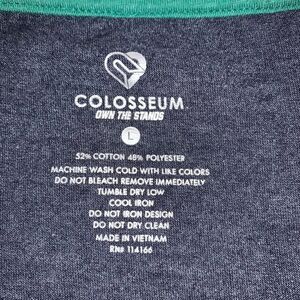 COLOSSEUM
OWN THE STANDS
L
52% COTTON 48% POLYESTER
MACHINE WASH COLD WITH LIKE COLORS
DO NOT BLEACH REMOVE IMMEDIATELY
TUMBLE DRY LOW
COOL IRON
DO NOT IRON DESIGN
DO NOT DRY CLEAN
MADE IN VIETNAM
RN# 114166